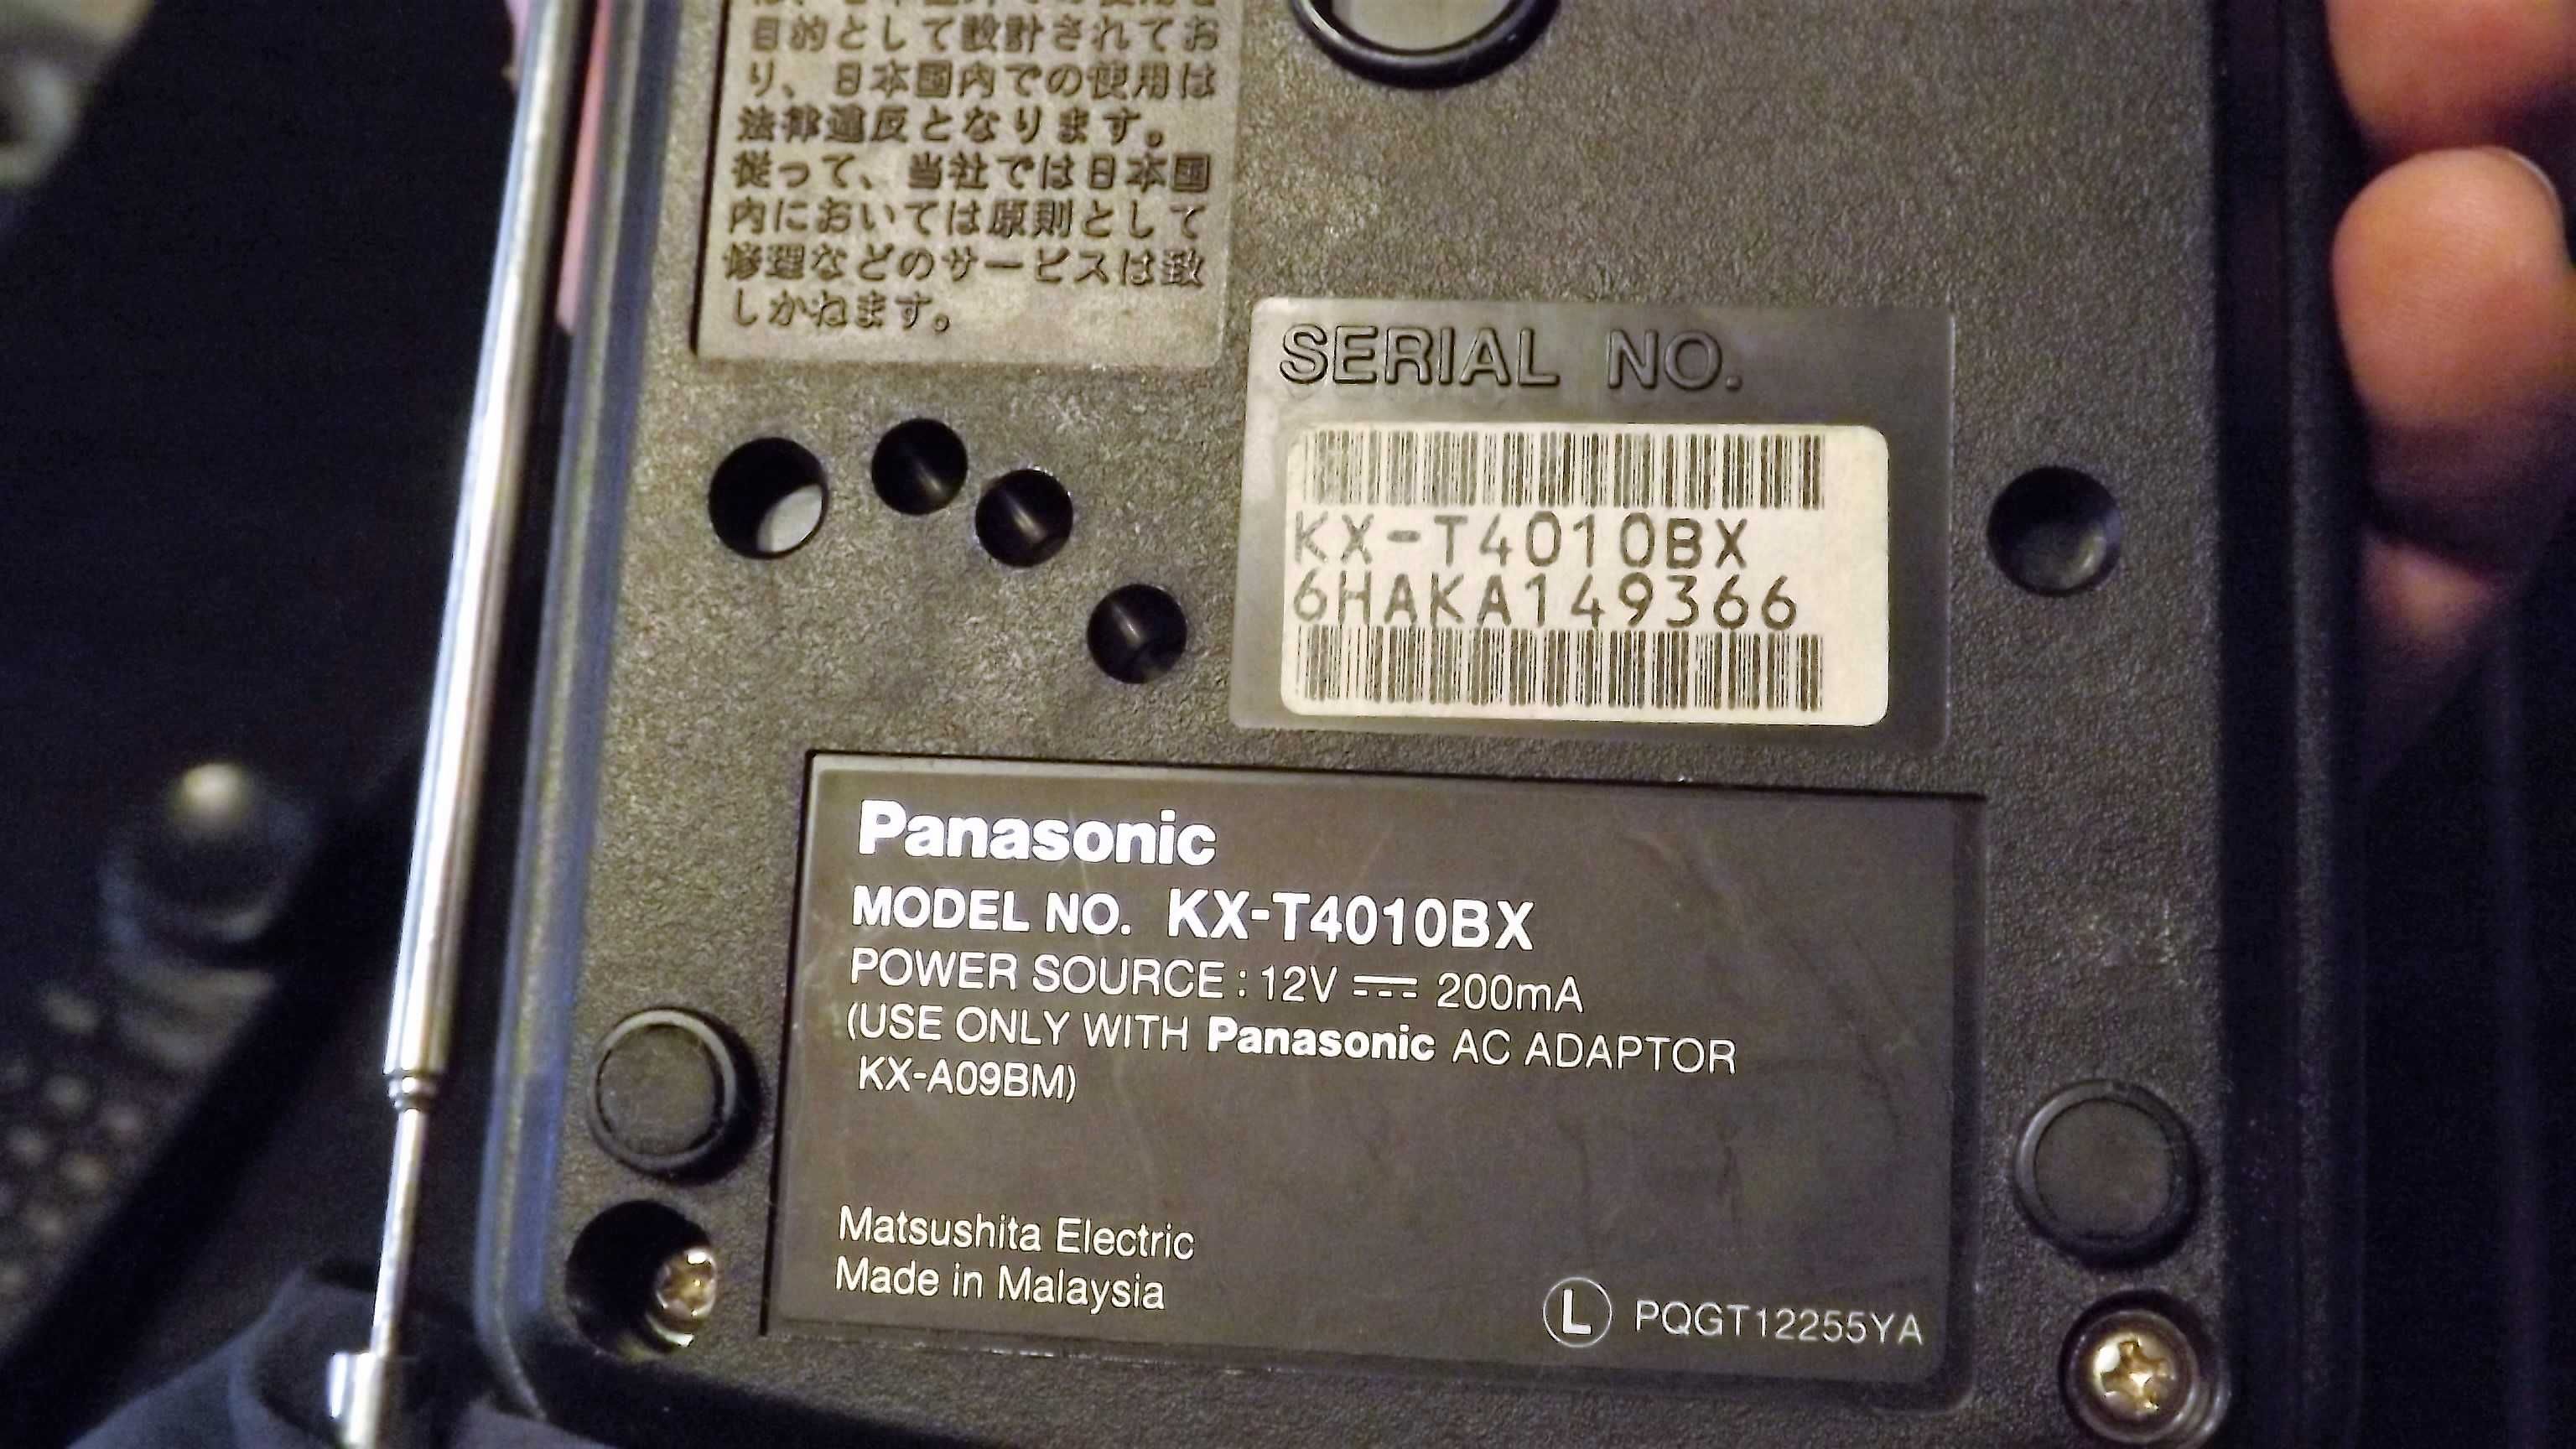 目的として設計されてお
り、日本国内での使用は
法律違反となります。
従って、当社では日本国
内においては原則として
修理などのサービスは致
しかねます。
SERIAL NO.
KX-T4010BX
6HAKA149366
Panasonic
MODEL NO. KX-T4010BX
POWER SOURCE : 12V ⎓ 200mA
(USE ONLY WITH Panasonic AC ADAPTOR
KX-A09BM)
Matsushita Electric
Made in Malaysia
Ⓛ PQGT12255YA